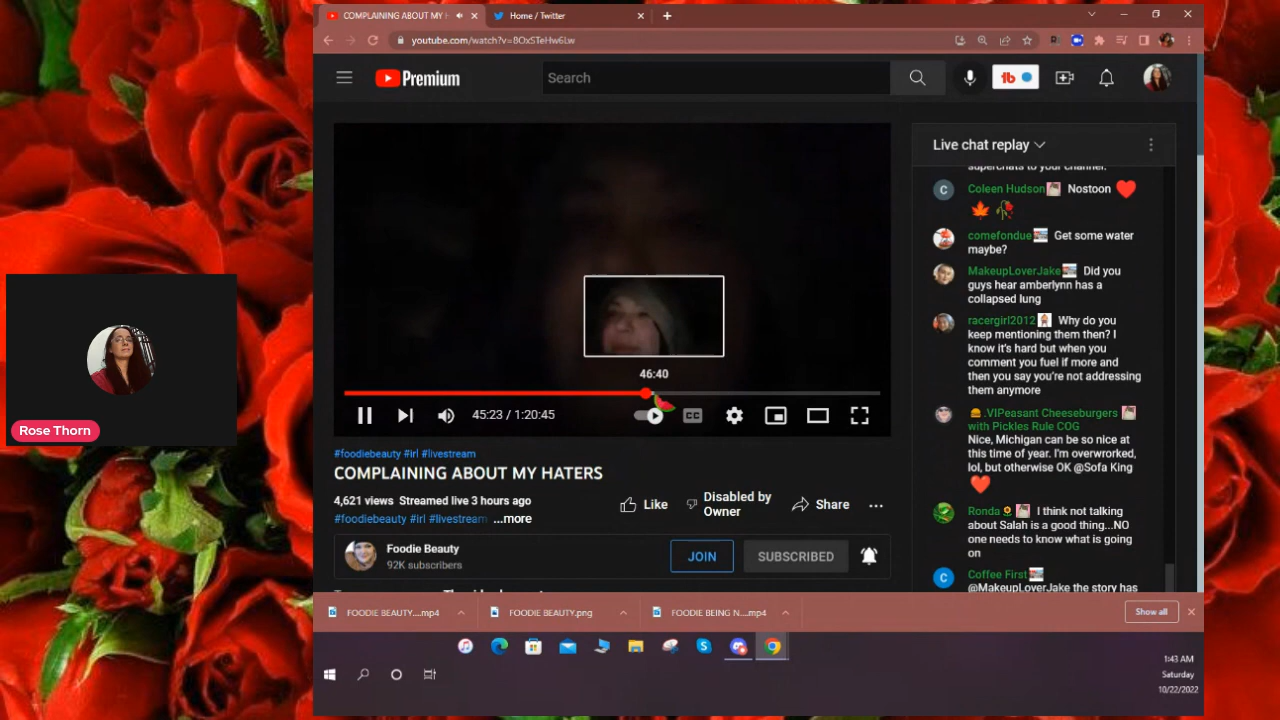 COMPLAINING ABOUT MY H
Home / Twitter
youtube.com/watch?v=8OxSTeHw6Lw
Premium
Search
Live chat replay
superchats to your channel.
C
Coleen Hudson Nostoon
comefondue Get some water
maybe?
MakeupLoverJake Did you
guys hear amberlynn has a
collapsed lung
racergirl2012 Why do you
keep mentioning them then? I
know it's hard but when you
comment you fuel if more and
then you say you're not addressing
them anymore
.VIPeasant Cheeseburgers
with Pickles Rule COG
Nice, Michigan can be so nice at
this time of year. I'm overworked,
lol, but otherwise OK @Sofa King
Ronda I think not talking
about Salah is a good thing...NO
one needs to know what is going
on
C
Coffee First
@MakeupLoverJake the story has
46:40
45:23 / 1:20:45
CC
#foodiebeauty #irl #livestream
COMPLAINING ABOUT MY HATERS
4,621 views Streamed live 3 hours ago
#foodiebeauty #irl #livestream ...more
Like
Disabled by
Owner
Share
Foodie Beauty
92K subscribers
JOIN
SUBSCRIBED
Rose Thorn
FOODIE BEAUTY....mp4
FOODIE BEAUTY.png
FOODIE BEING N....mp4
Show all
1:43 AM
Saturday
10/22/2022